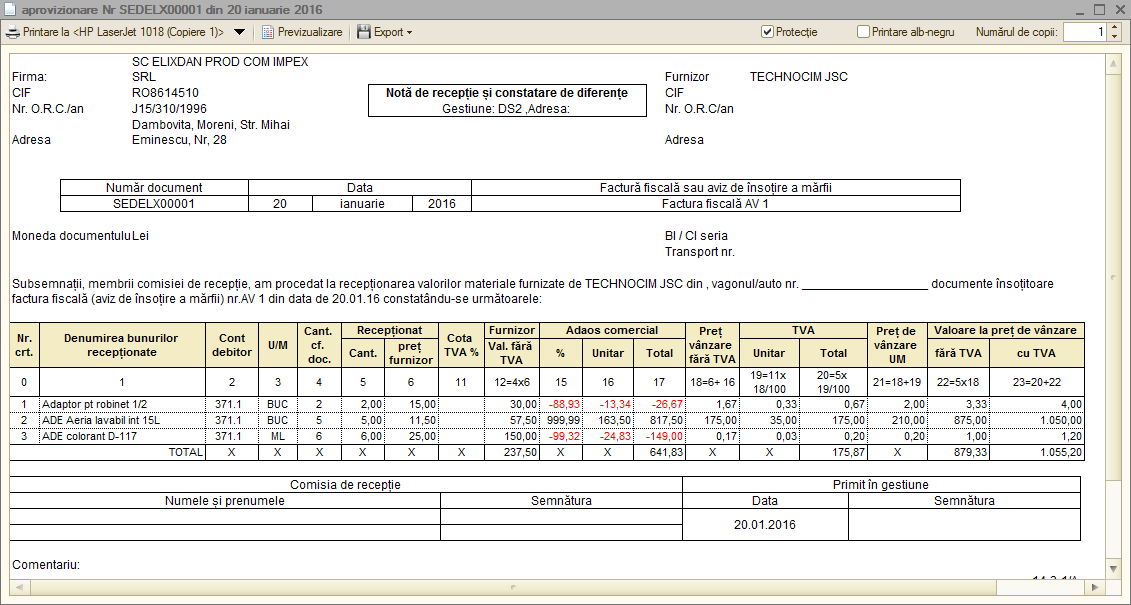 aprovizionare Nr SEDELX00001 din 20 ianuarie 2016
Printare la <HP LaserJet 1018 (Copiere 1)> Previzualizare Export Protecție Printare alb-negru Numărul de copii: 1
SC ELIXDAN PROD COM IMPEX
Firma: SRL Furnizor TECHNOCIM JSC
CIF RO8614510 Notă de recepție și constatare de diferențe CIF
Nr. O.R.C./an J15/310/1996 Gestiune: DS2 ,Adresa: Nr. O.R.C/an
Dambovita, Moreni, Str. Mihai
Adresa Eminescu, Nr, 28 Adresa
Număr document Data Factură fiscală sau aviz de însoțire a mărfii
SEDELX00001 20 ianuarie 2016 Factura fiscală AV 1
Moneda documentului Lei BI / CI seria
Transport nr.
Subsemnații, membrii comisiei de recepție, am procedat la recepționarea valorilor materiale furnizate de TECHNOCIM JSC din , vagonul/auto nr. ___________________ documente însoțitoare
factura fiscală (aviz de însoțire a mărfii) nr.AV 1 din data de 20.01.16 constatându-se următoarele:
Nr. crt. Denumirea bunurilor recepționate Cont debitor U/M Cant. cf. doc. Recepționat Cota TVA % Furnizor Adaos comercial Preț vânzare fără TVA TVA Preț de vânzare UM Valoare la preț de vânzare
Cant. preț furnizor Val. fără TVA % Unitar Total Unitar Total fără TVA cu TVA
0 1 2 3 4 5 6 11 12=4x6 15 16 17 18=6+ 16 19=11x 18/100 20=5x 19/100 21=18+19 22=5x18 23=20+22
1 Adaptor pt robinet 1/2 371.1 BUC 2 2,00 15,00 30,00 -88,93 -13,34 -26,67 1,67 0,33 0,67 2,00 3,33 4,00
2 ADE Aeria lavabil int 15L 371.1 BUC 5 5,00 11,50 57,50 999,99 163,50 817,50 175,00 35,00 175,00 210,00 875,00 1.050,00
3 ADE colorant D-117 371.1 ML 6 6,00 25,00 150,00 -99,32 -24,83 -149,00 0,17 0,03 0,20 0,20 1,00 1,20
TOTAL X X X X X X 237,50 X X 641,83 X X 175,87 X 879,33 1.055,20
Comisia de recepție Primit în gestiune
Numele și prenumele Semnătura Data Semnătura
20.01.2016
Comentariu: